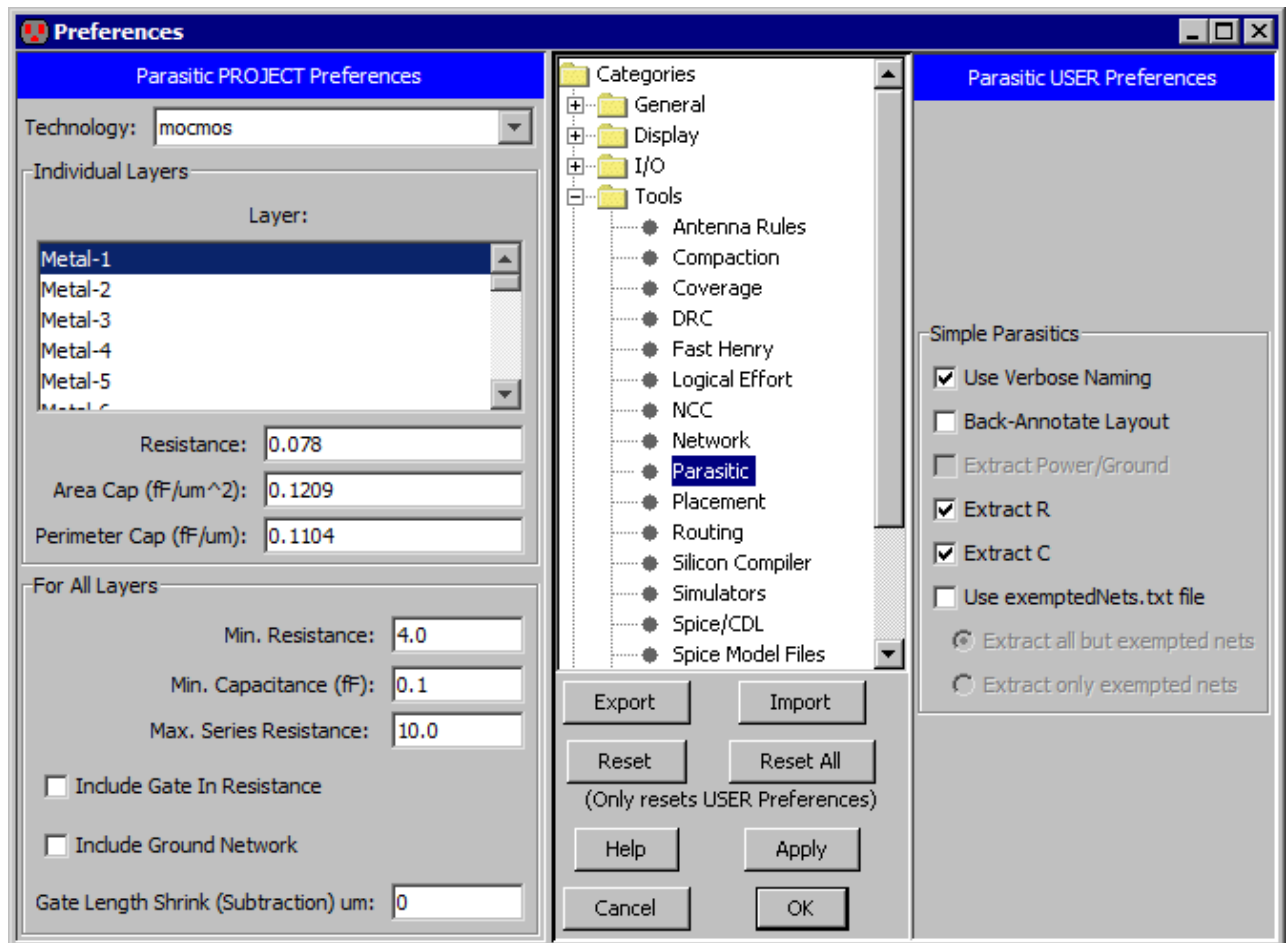 Preferences
Parasitic PROJECT Preferences
Technology: mocmos
Individual Layers
Layer:
Metal-1
Metal-2
Metal-3
Metal-4
Metal-5
Resistance: 0.078
Area Cap (fF/um^2): 0.1209
Perimeter Cap (fF/um): 0.1104
For All Layers
Min. Resistance: 4.0
Min. Capacitance (fF): 0.1
Max. Series Resistance: 10.0
Include Gate In Resistance
Include Ground Network
Gate Length Shrink (Subtraction) um: 0
Categories
General
Display
I/O
Tools
Antenna Rules
Compaction
Coverage
DRC
Fast Henry
Logical Effort
NCC
Network
Parasitic
Placement
Routing
Silicon Compiler
Simulators
Spice/CDL
Spice Model Files
Export Import
Reset Reset All
(Only resets USER Preferences)
Help Apply
Cancel OK
Parasitic USER Preferences
Simple Parasitics
Use Verbose Naming
Back-Annotate Layout
Extract Power/Ground
Extract R
Extract C
Use exemptedNets.txt file
Extract all but exempted nets
Extract only exempted nets